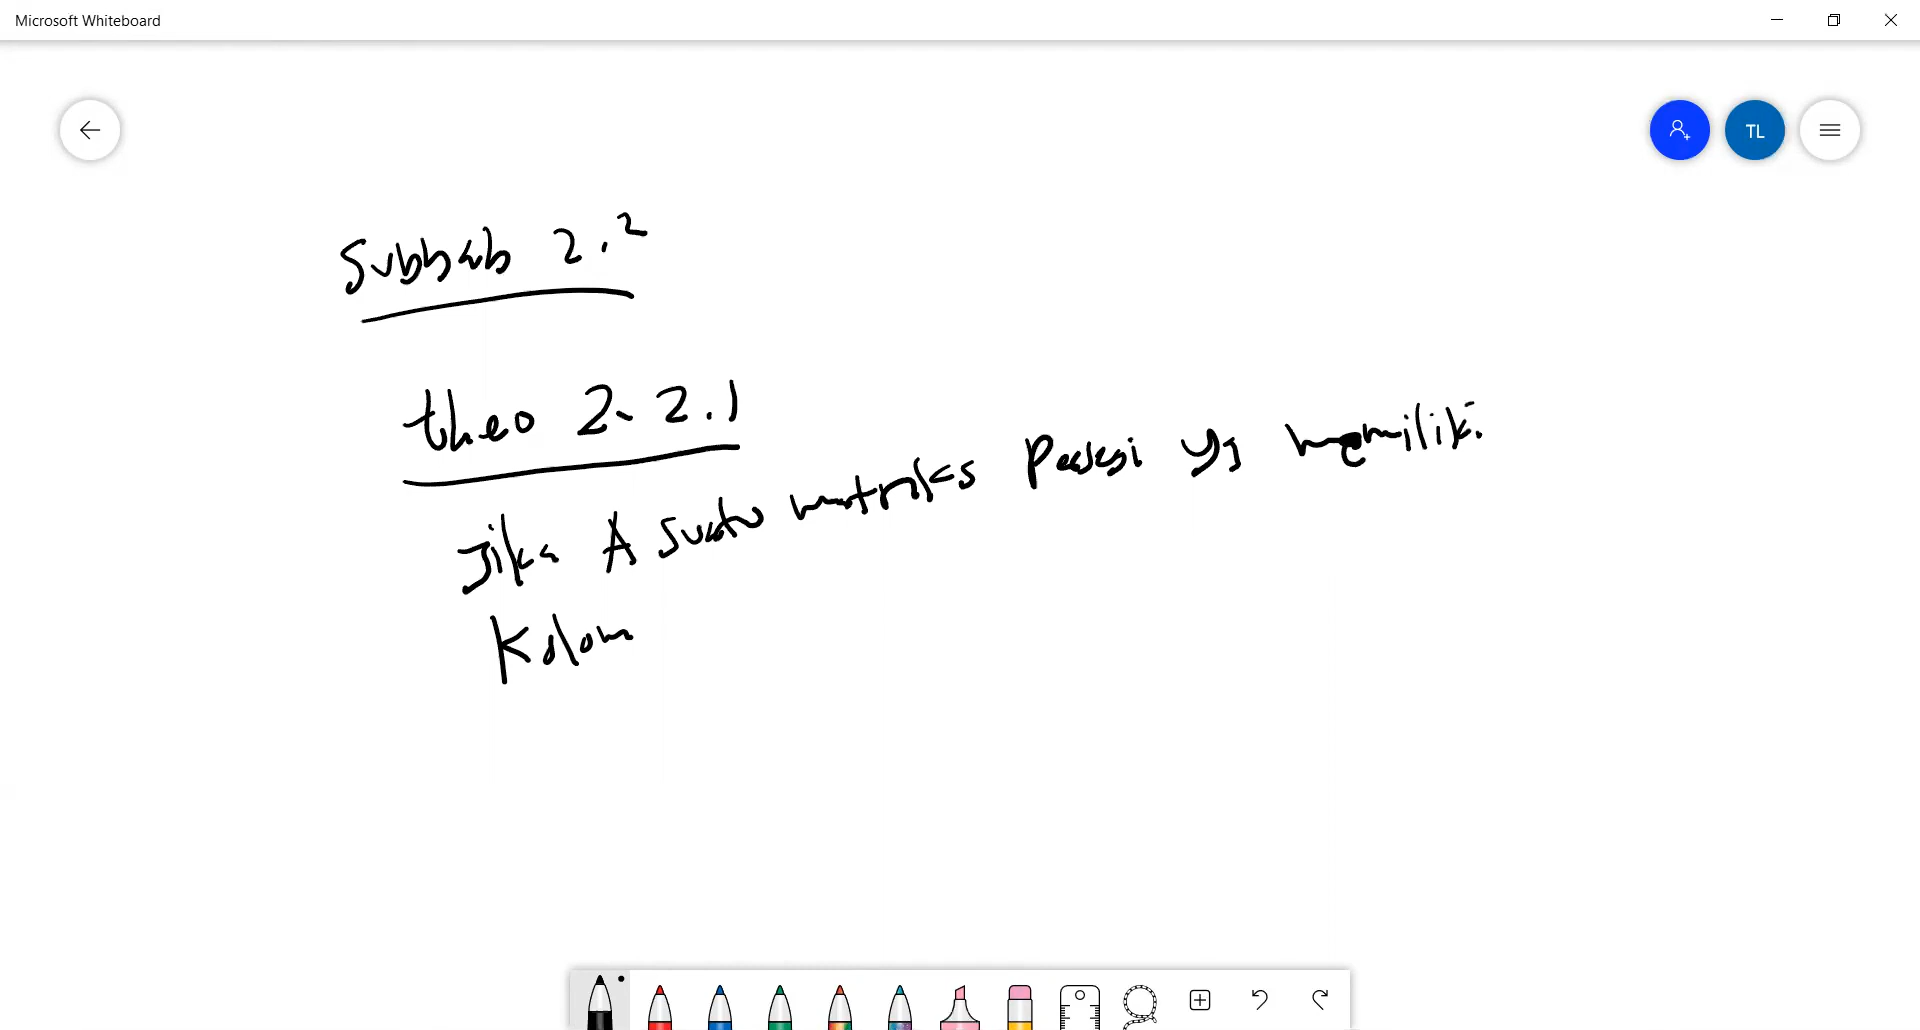 Microsoft Whiteboard
TL
Subbab 2.2
theo 2.2.1
Jika A suatu matriks persegi yg memiliki
Kolom